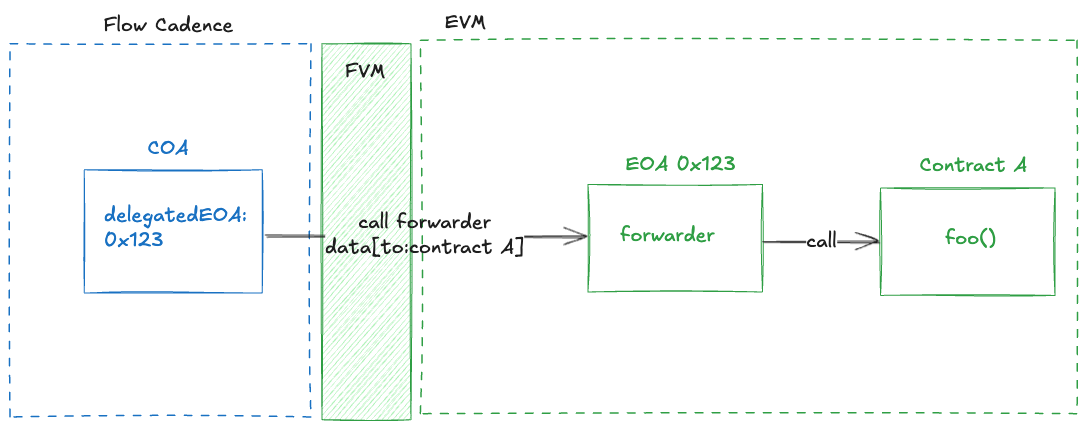 Flow Cadence
EVM
FVM
COA
delegatedEOA:
0x123
call forwarder
data[to:contract A]
EOA 0x123
forwarder
call
Contract A
foo()